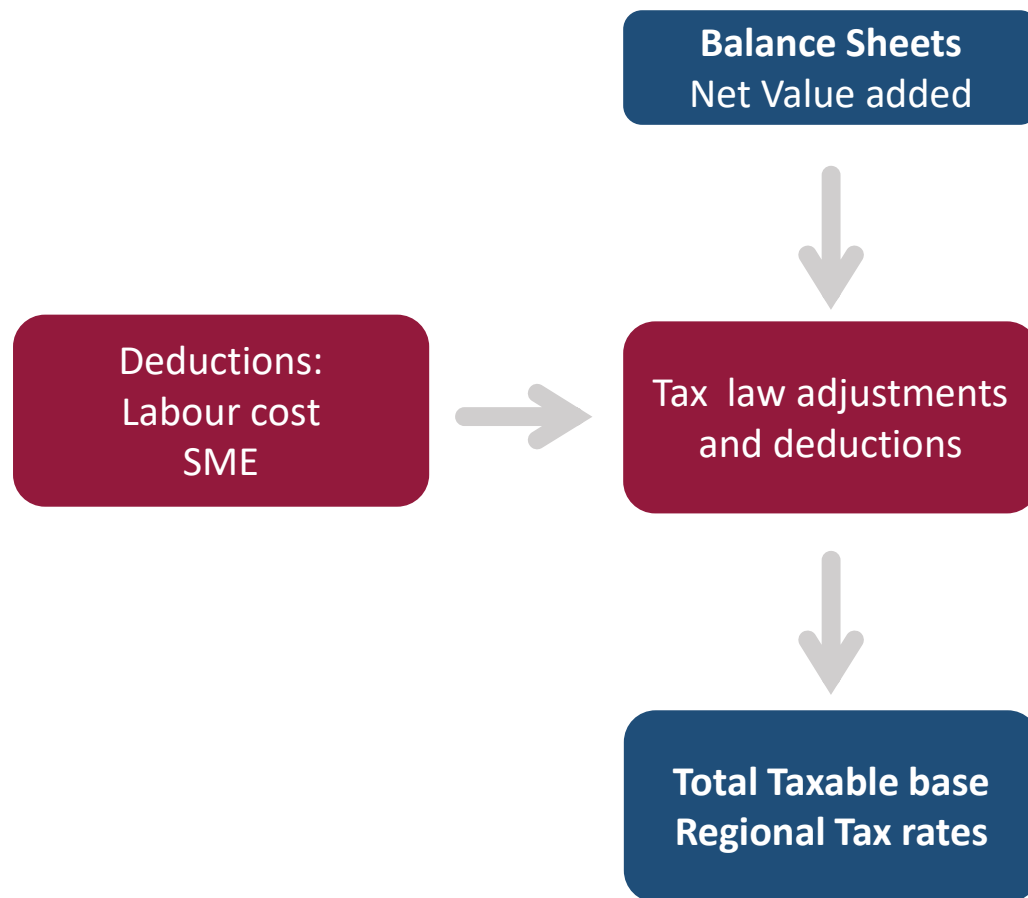 Balance Sheets
Net Value added
Deductions:
Labour cost
SME
Tax  law adjustments
and deductions
Total Taxable base
Regional Tax rates